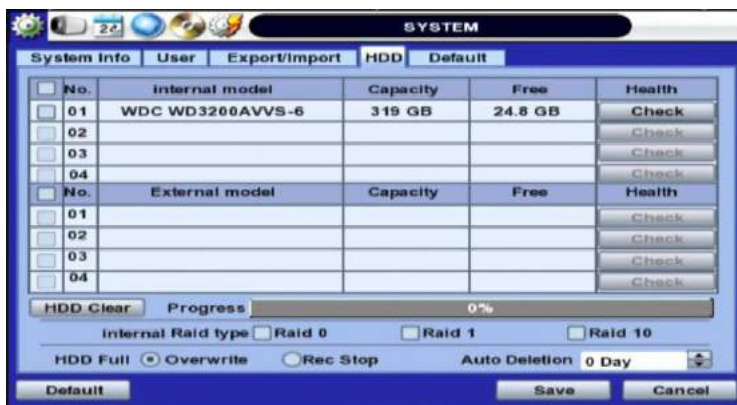 24
SYSTEM
System Info User Export/Import HDD Default
No. internal model Capacity Free Health
01 WDC WD3200AVVS-6 319 GB 24.8 GB Check
02 Check
03 Check
04 Check
No. External model Capacity Free Health
01 Check
02 Check
03 Check
04 Check
HDD Clear Progress 0%
internal Raid type Raid 0 Raid 1 Raid 10
HDD Full Overwrite Rec Stop Auto Deletion 0 Day
Default Save Cancel